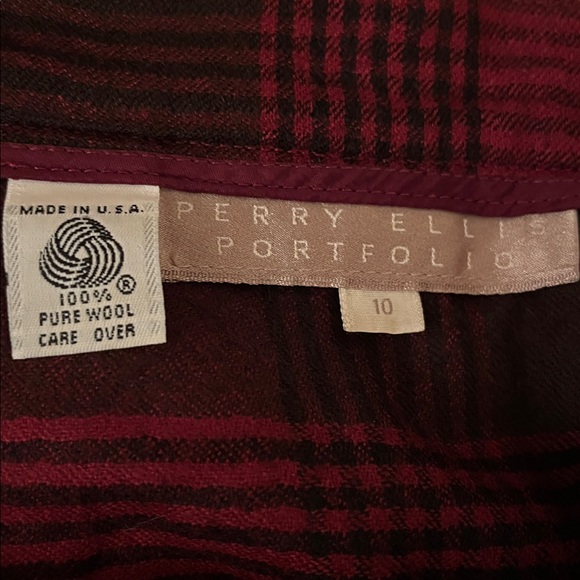 MADE IN U.S.A.
®
100%
PURE WOOL
CARE OVER
PERRY ELLIS
PORTFOLIO
10